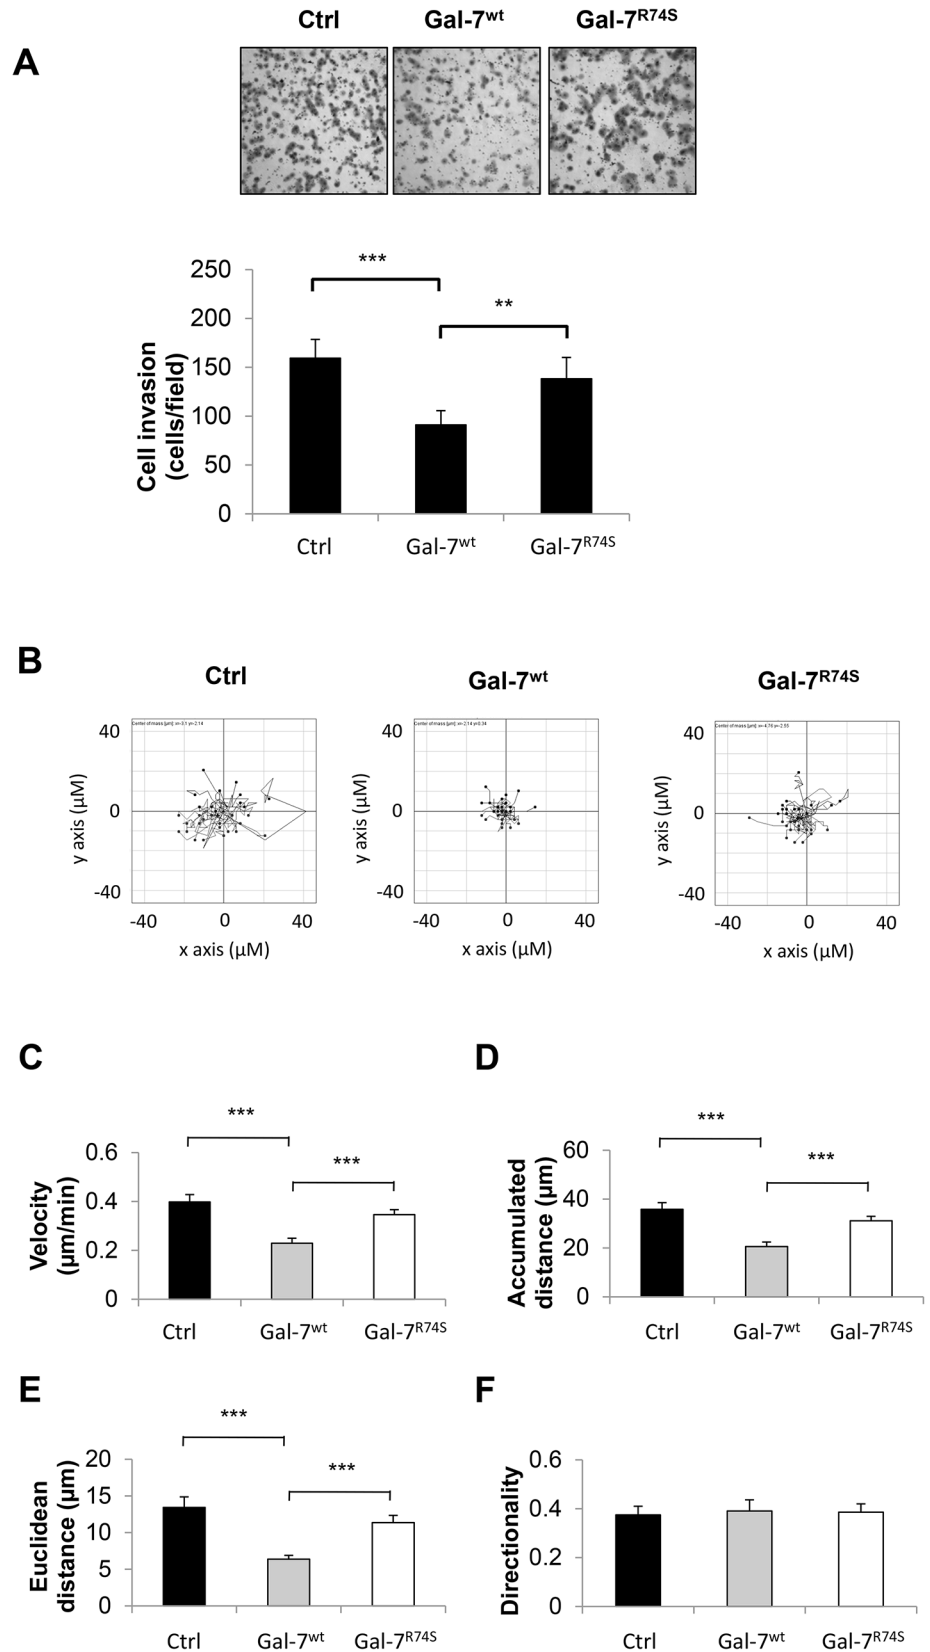 Ctrl Gal-7wt Gal-7R74S
A
***
**
250
200
150
100
50
0
Cell invasion
(cells/field)
Ctrl Gal-7wt Gal-7R74S
B
Ctrl Gal-7wt Gal-7R74S
40
0
-40
y axis (µM)
-40 0 40
x axis (µM)
40
0
-40
y axis (µM)
-40 0 40
x axis (µM)
40
0
-40
y axis (µM)
-40 0 40
x axis (µM)
C
***
***
0.6
0.4
0.2
0
Velocity
(µm/min)
Ctrl Gal-7wt Gal-7R74S
D
***
***
60
40
20
0
Accumulated
distance (µm)
Ctrl Gal-7wt Gal-7R74S
E
***
***
20
15
10
5
0
Euclidean
distance (µm)
Ctrl Gal-7wt Gal-7R74S
F
0.6
0.4
0.2
0
Directionality
Ctrl Gal-7wt Gal-7R74S